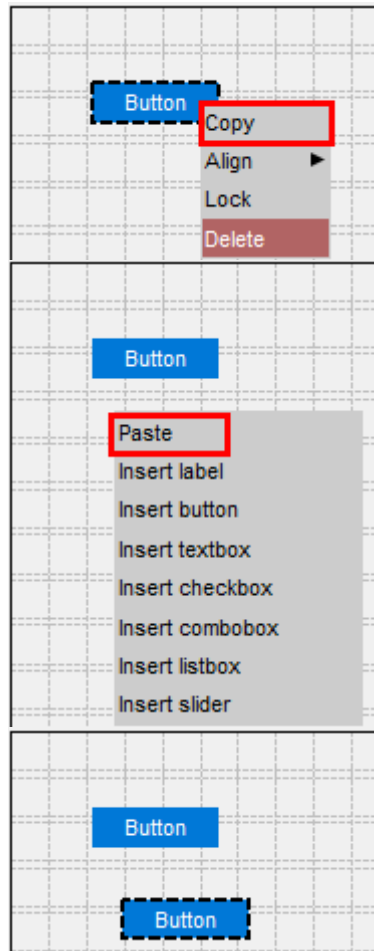 Button
Copy
Align
Lock
Delete
Button
Paste
Insert label
Insert button
Insert textbox
Insert checkbox
Insert combobox
Insert listbox
Insert slider
Button
Button